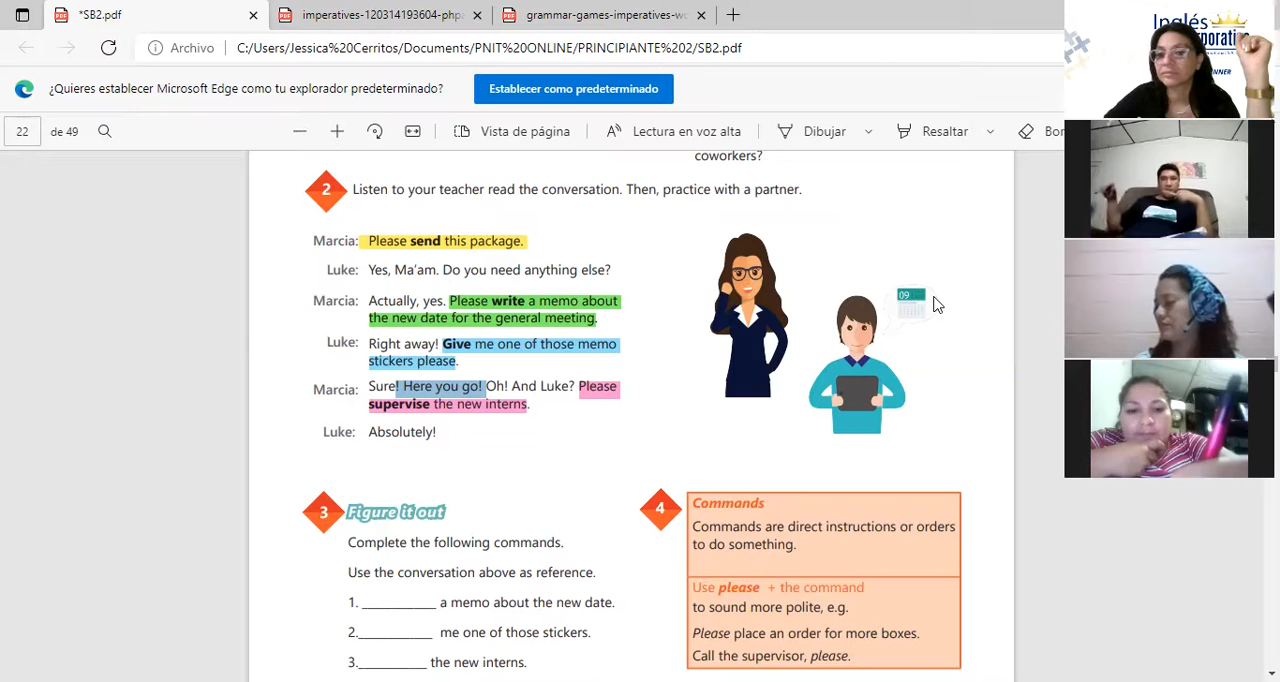 *SB2.pdf
imperatives-120314193604-phpa
grammar-games-imperatives-wo
Archivo
C:/Users/Jessica%20Cerritos/Documents/PNIT%20ONLINE/PRINCIPIANTE%202/SB2.pdf
¿Quieres establecer Microsoft Edge como tu explorador predeterminado?
Establecer como predeterminado
22
de 49
Vista de página
Lectura en voz alta
Dibujar
Resaltar
Bor
coworkers?
2 Listen to your teacher read the conversation. Then, practice with a partner.
Marcia: Please send this package.
Luke: Yes, Ma'am. Do you need anything else?
Marcia: Actually, yes. Please write a memo about
the new date for the general meeting.
Luke: Right away! Give me one of those memo
stickers please.
Marcia: Sure! Here you go! Oh! And Luke? Please
supervise the new interns.
Luke: Absolutely!
09
3 Figure it out
Complete the following commands.
Use the conversation above as reference.
1. ___________ a memo about the new date.
2.___________ me one of those stickers.
3.__________ the new interns.
4 Commands
Commands are direct instructions or orders
to do something.
Use please + the command
to sound more polite, e.g.
Please place an order for more boxes.
Call the supervisor, please.
Inglés